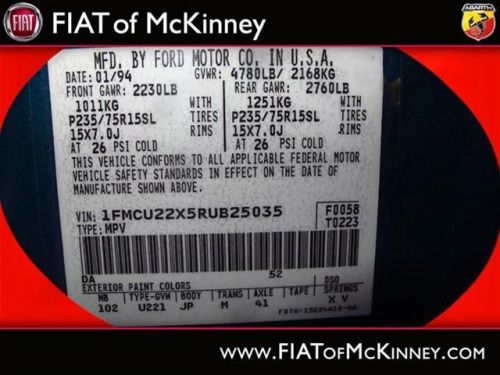 FIAT
FIAT of McKinney
ABARTH
MFD. BY FORD MOTOR CO. IN U.S.A.
DATE: 01/94 GVWR: 4780LB/ 2168KG
FRONT GAWR: 2230LB REAR GAWR: 2760LB
1011KG WITH 1251KG WITH
P235/75R15SL TIRES P235/75R15SL TIRES
15X7.0J RIMS 15X7.0J RIMS
AT 26 PSI COLD AT 26 PSI COLD
THIS VEHICLE CONFORMS TO ALL APPLICABLE FEDERAL MOTOR
VEHICLE SAFETY STANDARDS IN EFFECT ON THE DATE OF
MANUFACTURE SHOWN ABOVE.
VIN: 1FMCU22X5RUB25035 F0058
TYPE: MPV T0223
DA 52
EXTERIOR PAINT COLORS DSO
WB TYPE-GVM BODY TRANS AXLE TAPE SPRINGS
102 U221 JP M 41 X V
WWW.FIATOFMCKINNEY.COM